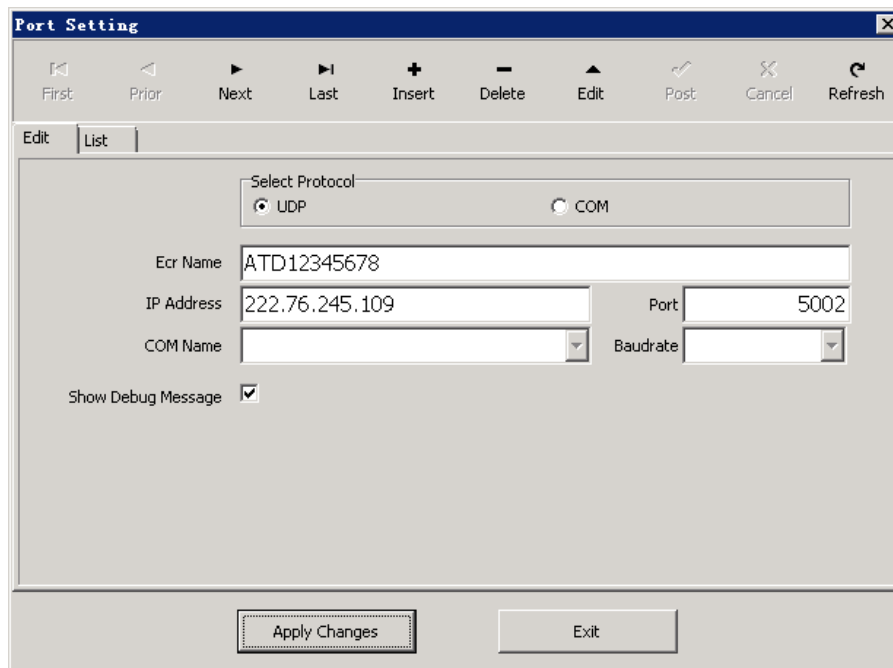 Port Setting
First Prior Next Last Insert Delete Edit Post Cancel Refresh
Edit List
Select Protocol
UDP COM
Ecr Name ATD12345678
IP Address 222.76.245.109 Port 5002
COM Name Baudrate
Show Debug Message
Apply Changes Exit